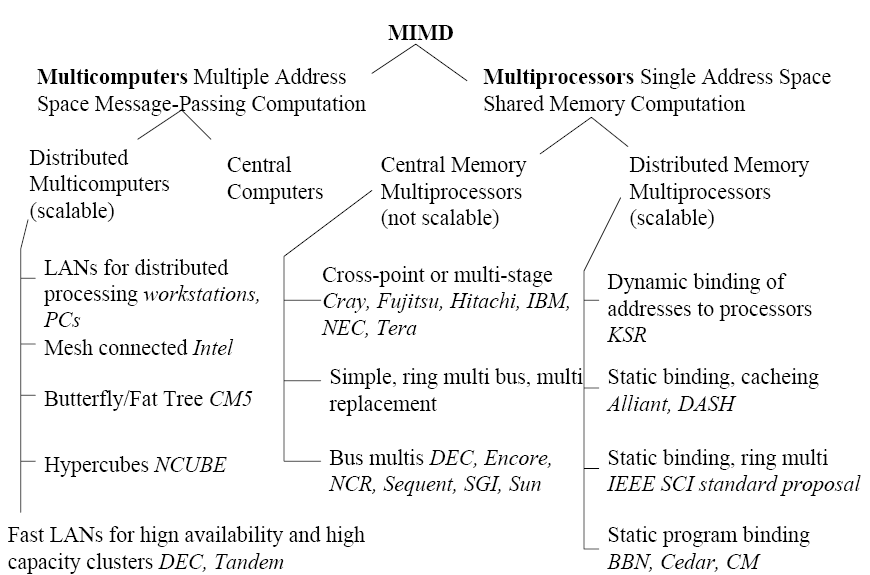 MIMD
Multicomputers Multiple Address
Space Message-Passing Computation
Multiprocessors Single Address Space
Shared Memory Computation
Distributed
Multicomputers
(scalable)
Central
Computers
Central Memory
Multiprocessors
(not scalable)
Distributed Memory
Multiprocessors
(scalable)
LANs for distributed
processing workstations,
PCs
Mesh connected Intel
Butterfly/Fat Tree CM5
Hypercubes NCUBE
Fast LANs for hign availability and high
capacity clusters DEC, Tandem
Cross-point or multi-stage
Cray, Fujitsu, Hitachi, IBM,
NEC, Tera
Simple, ring multi bus, multi
replacement
Bus multis DEC, Encore,
NCR, Sequent, SGI, Sun
Dynamic binding of
addresses to processors
KSR
Static binding, cacheing
Alliant, DASH
Static binding, ring multi
IEEE SCI standard proposal
Static program binding
BBN, Cedar, CM